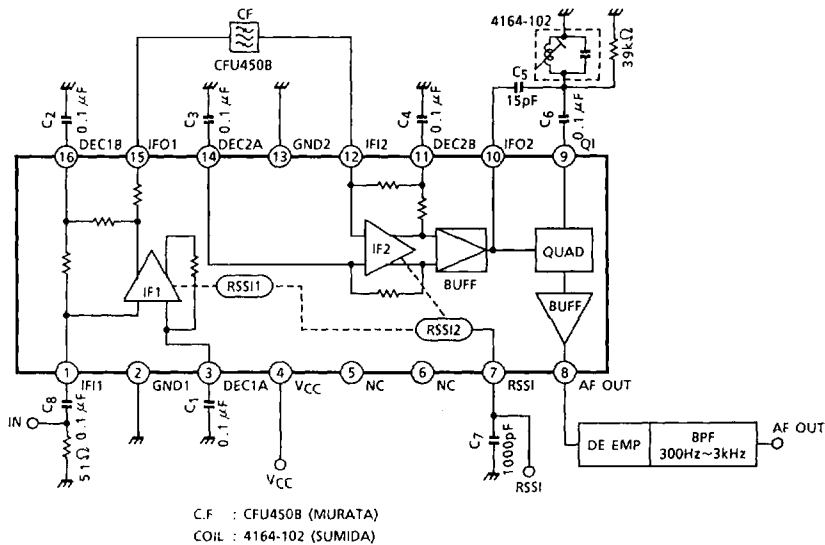 4164-102
CF
CFU450B
39kΩ
C5
15pF
C2
0.1 μF
C3
0.1 μF
C4
0.1 μF
C6
0.1 μF
DEC1B
IFO1
DEC2A
GND2
IFI2
DEC2B
IFO2
QI
16
15
14
13
12
11
10
9
IF2
QUAD
BUFF
IF1
RSSI1
BUFF
RSSI2
1
2
3
4
5
6
7
8
IFI1
GND1
DEC1A
VCC
NC
NC
RSSI
AF OUT
C8
0.1 μF
C1
0.1 μF
IN
51Ω
C7
1000pF
DE EMP
BPF
300Hz~3kHz
AF OUT
VCC
RSSI
C.F : CFU450B (MURATA)
COIL : 4164-102 (SUMIDA)